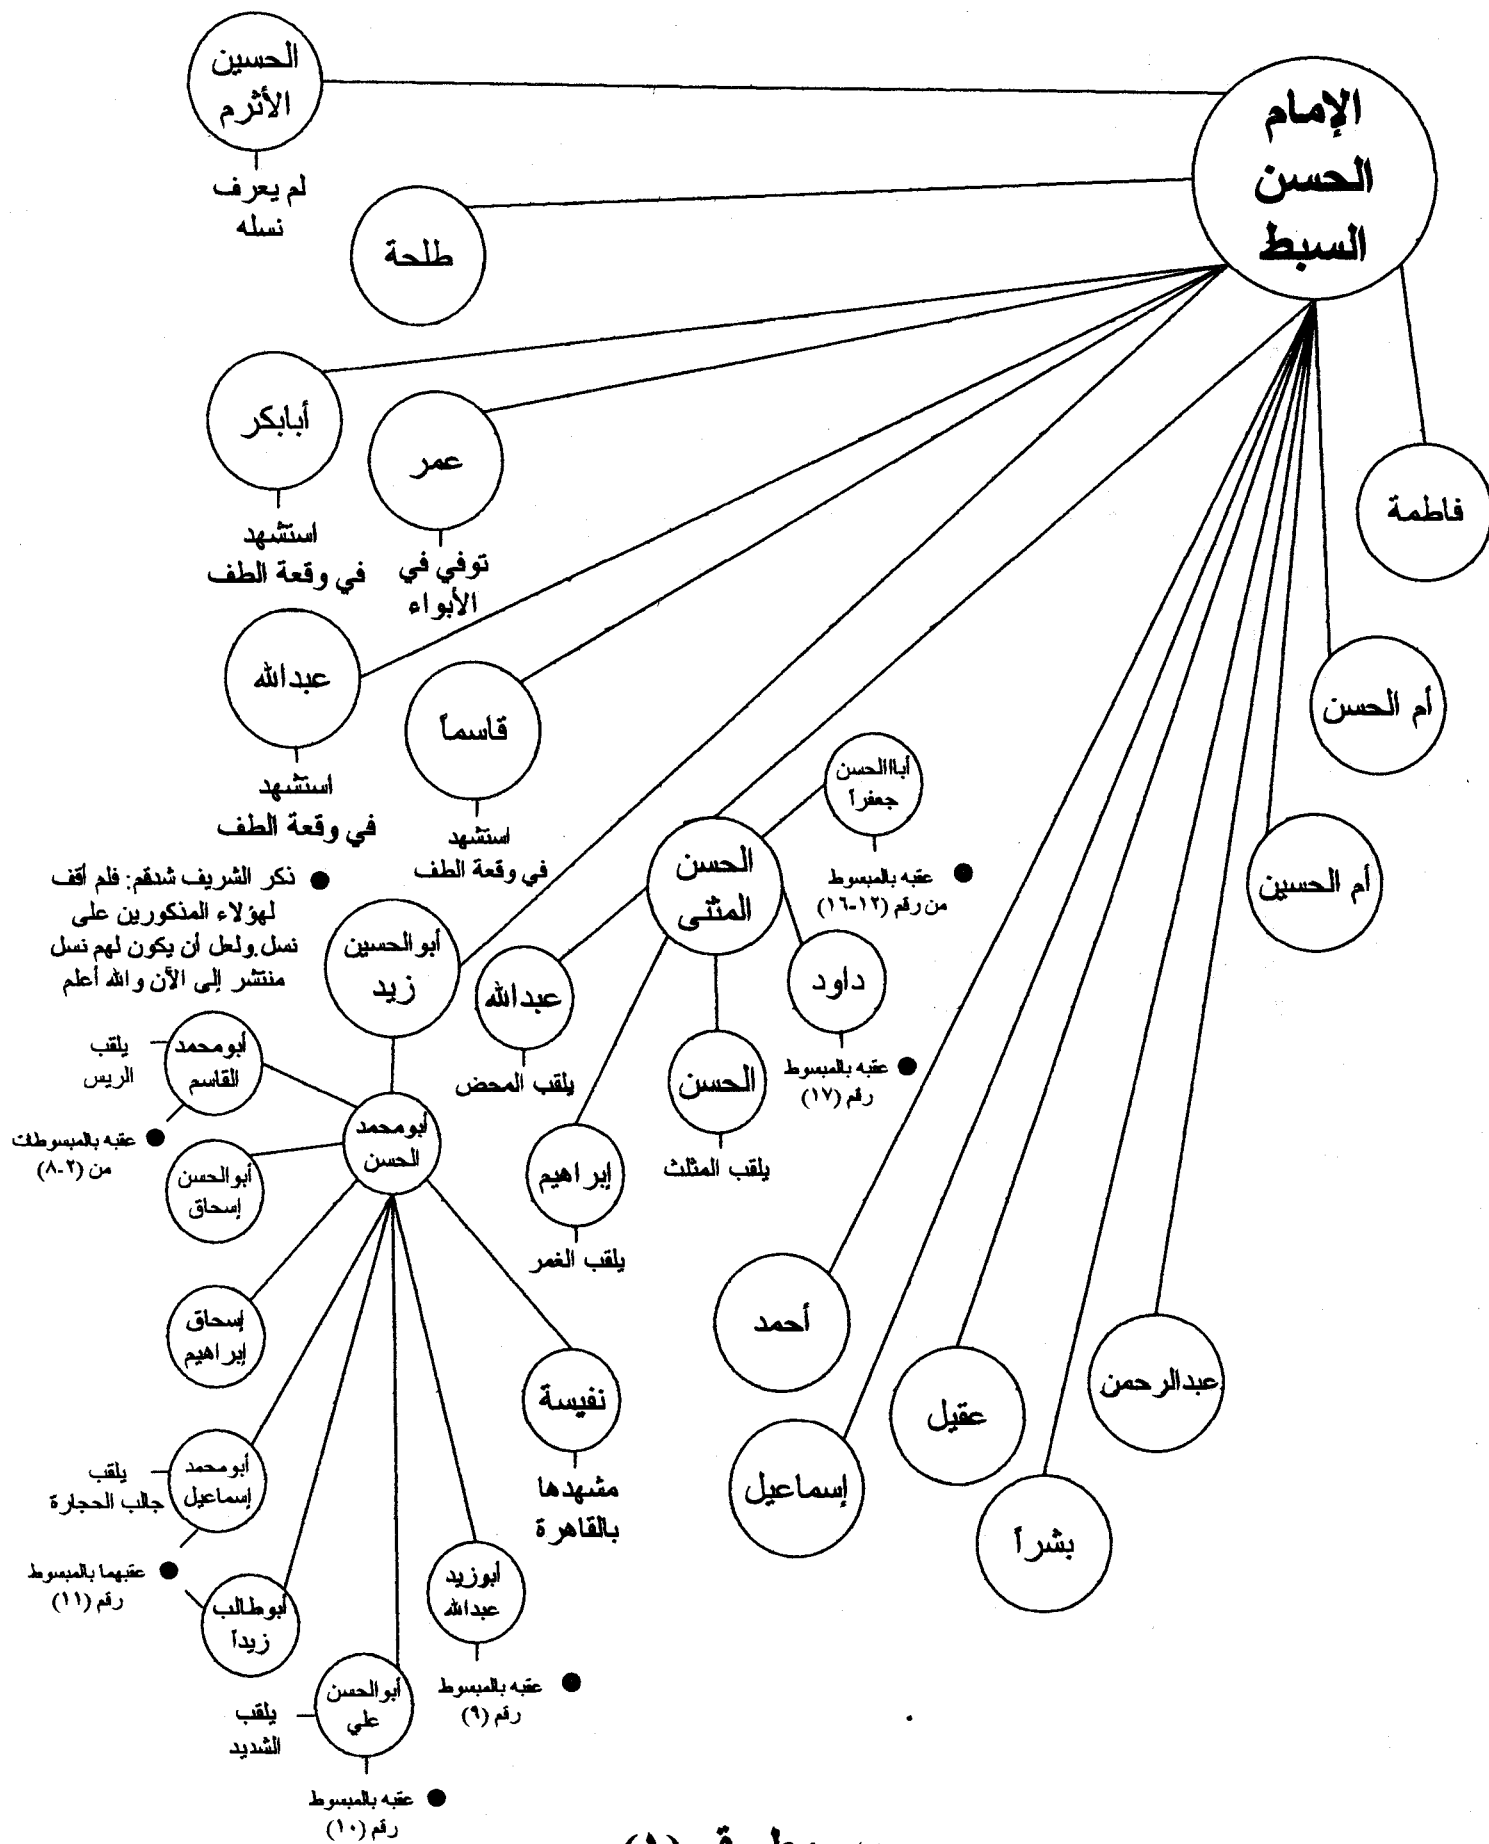 الإمام
الحسن
السبط
الحسين
الأثرم
لم يعرف
نسله
طلحة
أبابكر
استشهد
في وقعة الطف
عمر
توفي في
الأبواء
فاطمة
عبدالله
استشهد
في وقعة الطف
قاسماً
استشهد
في وقعة الطف
أم الحسن
أم الحسين
أباالحسن
جعفراً
عقبه بالمبسوط
من رقم (١٢-١٦)
الحسن
المثنى
داود
عقبه بالمبسوط
رقم (١٧)
عبدالله
يلقب المحض
الحسن
يلقب المثلث
إبراهيم
يلقب الغمر
ذكر الشريف شدقم: فلم أقف
لهؤلاء المذكورين على
نسل.ولعل أن يكون لهم نسل
منتشر إلى الآن والله أعلم
أبوالحسين
زيد
أبومحمد
الحسن
أبومحمد
القاسم
يلقب
الريس
عقبه بالمبسوطات
من (٢-٨)
أبوالحسن
إسحاق
إسحاق
إبراهيم
أبومحمد
إسماعيل
يلقب
جالب الحجارة
عقبهما بالمبسوط
رقم (١١)
أبوطالب
زيداً
أبوالحسن
علي
يلقب
الشديد
عقبه بالمبسوط
رقم (١٠)
أبوزيد
عبدالله
عقبه بالمبسوط
رقم (٩)
نفيسة
مشهدها
بالقاهرة
أحمد
إسماعيل
عقيل
بشراً
عبدالرحمن